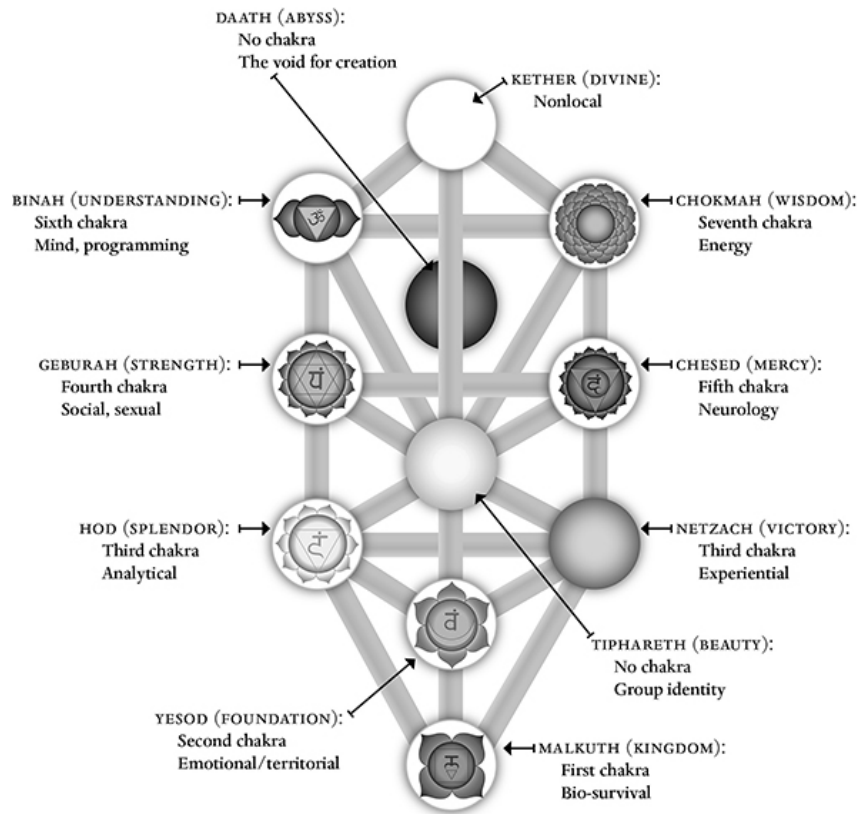 DAATH (ABYSS):
No chakra
The void for creation
KETHER (DIVINE):
Nonlocal
BINAH (UNDERSTANDING):
Sixth chakra
Mind, programming
ॐ
CHOKMAH (WISDOM):
Seventh chakra
Energy
GEBURAH (STRENGTH):
Fourth chakra
Social, sexual
यं
CHESED (MERCY):
Fifth chakra
Neurology
HOD (SPLENDOR):
Third chakra
Analytical
NETZACH (VICTORY):
Third chakra
Experiential
वं
TIPHARETH (BEAUTY):
No chakra
Group identity
YESOD (FOUNDATION):
Second chakra
Emotional/territorial
MALKUTH (KINGDOM):
First chakra
Bio-survival